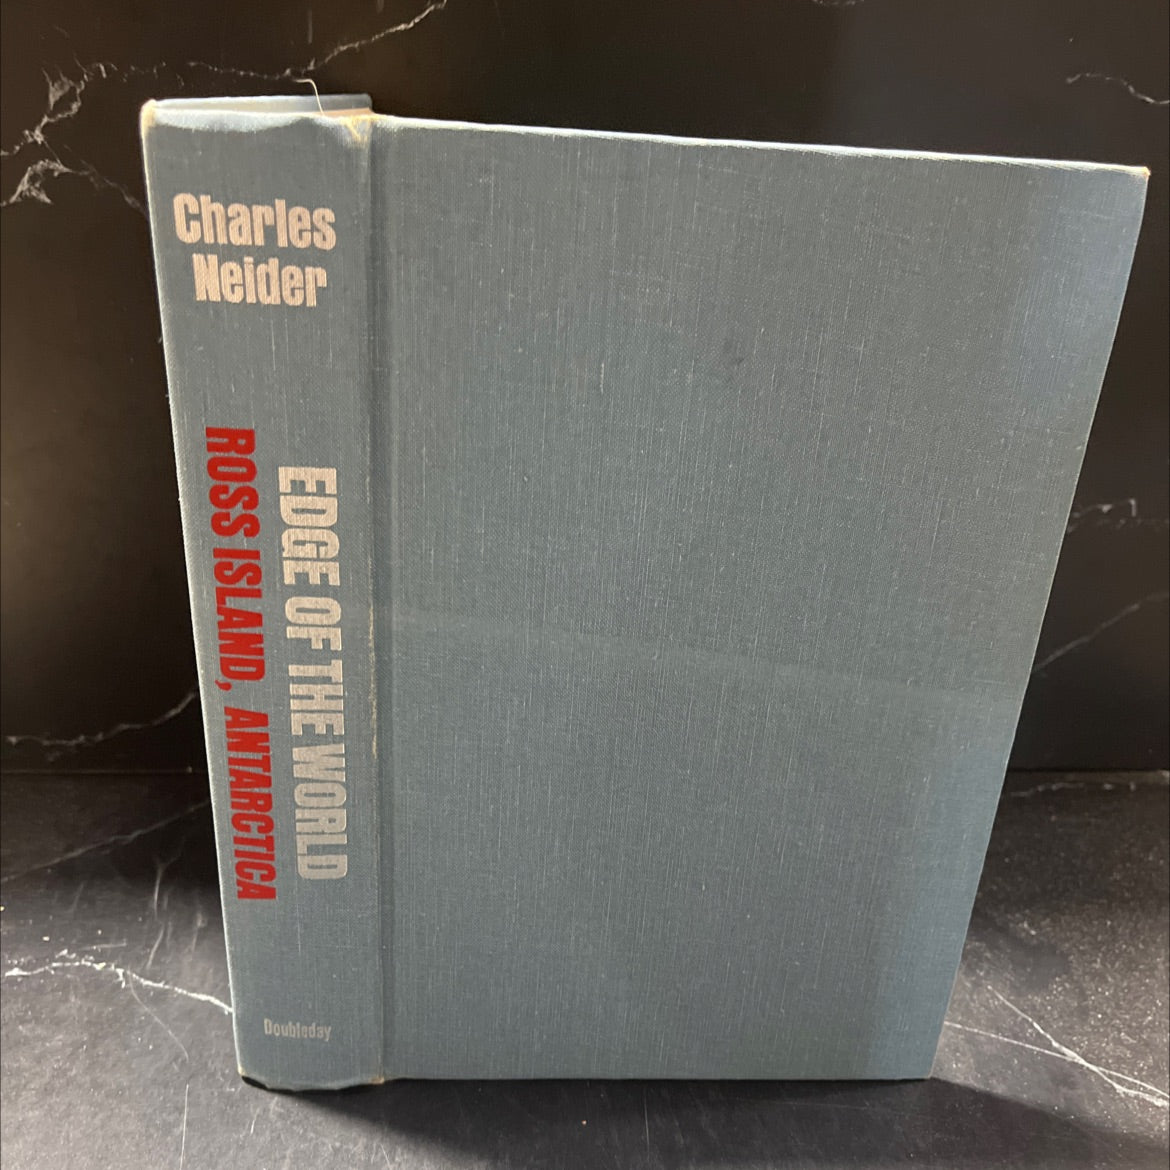 Charles
Neider
EDGE OF THE WORLD
ROSS ISLAND, ANTARCTICA
Doubleday